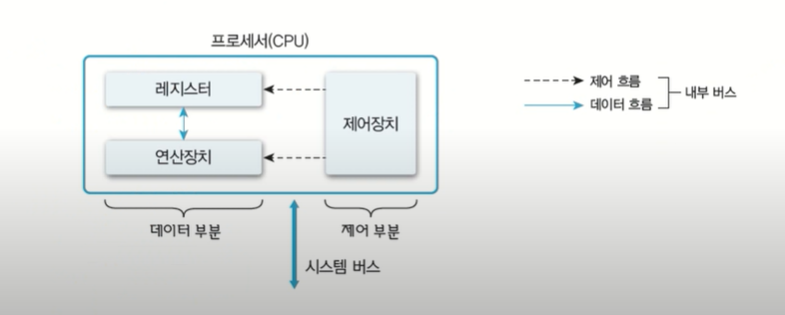 프로세서(CPU)
레지스터
연산장치
제어장치
제어 흐름
데이터 흐름
내부 버스
데이터 부분
제어 부분
시스템 버스